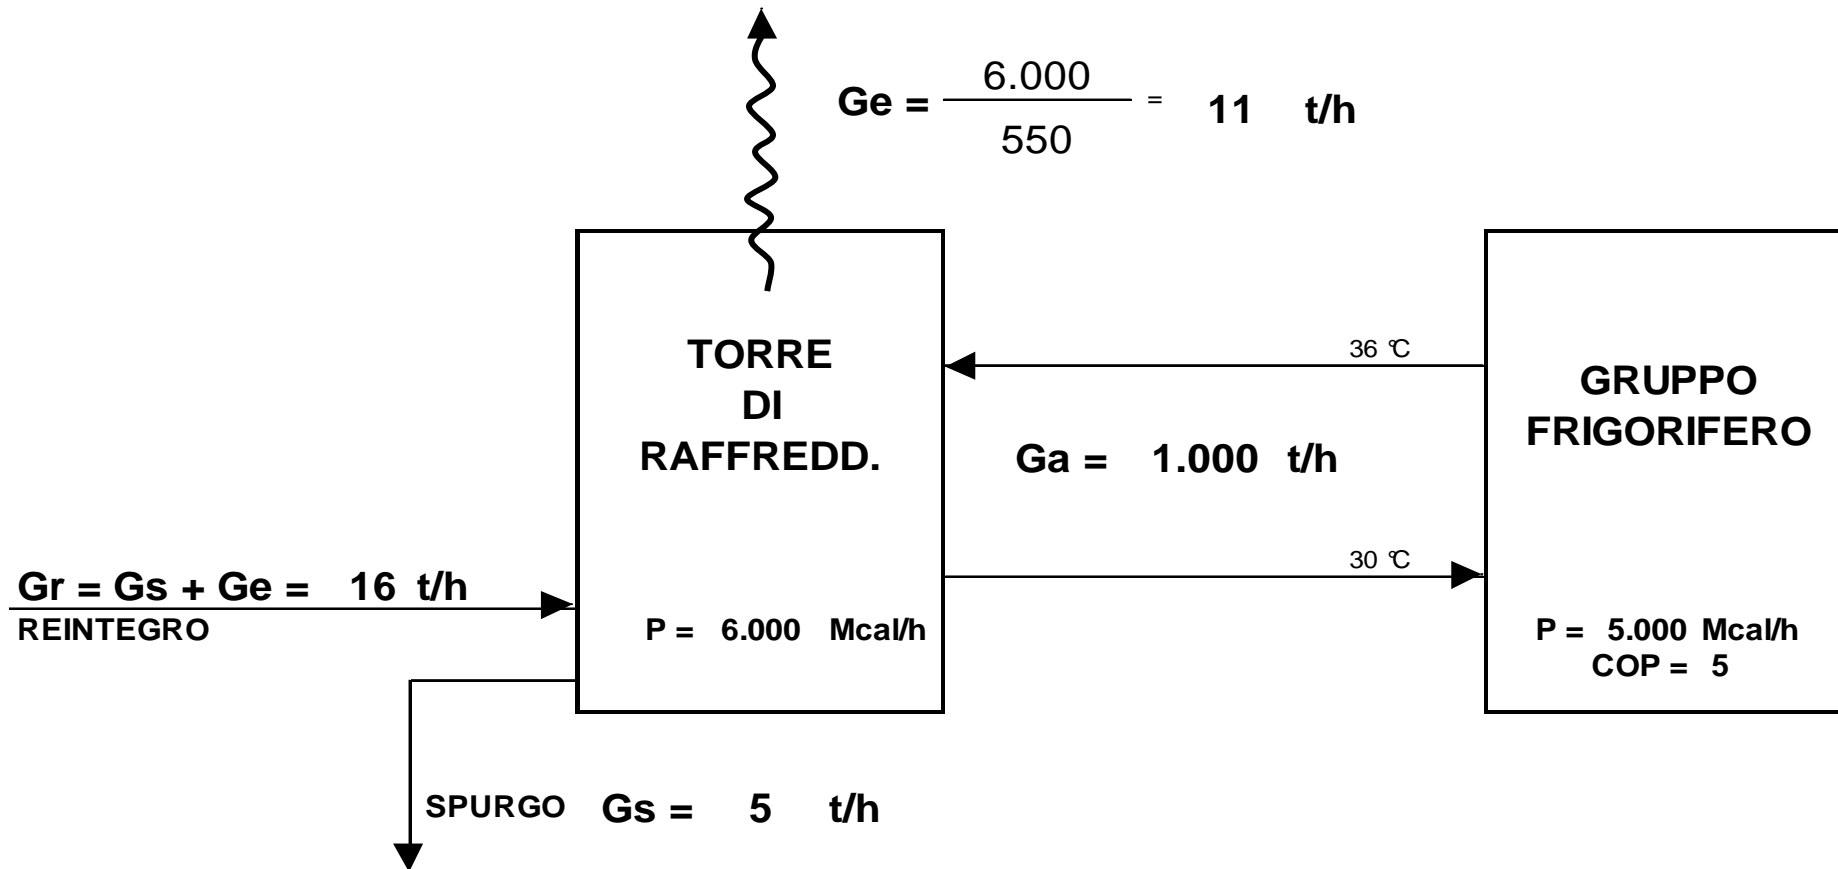 6.000
Ge = = 11 t/h
550
TORRE
DI
RAFFREDD.
P = 6.000 Mcal/h
36 °C
Ga = 1.000 t/h
30 °C
GRUPPO
FRIGORIFERO
P = 5.000 Mcal/h
COP = 5
Gr = Gs + Ge = 16 t/h
REINTEGRO
SPURGO Gs = 5 t/h